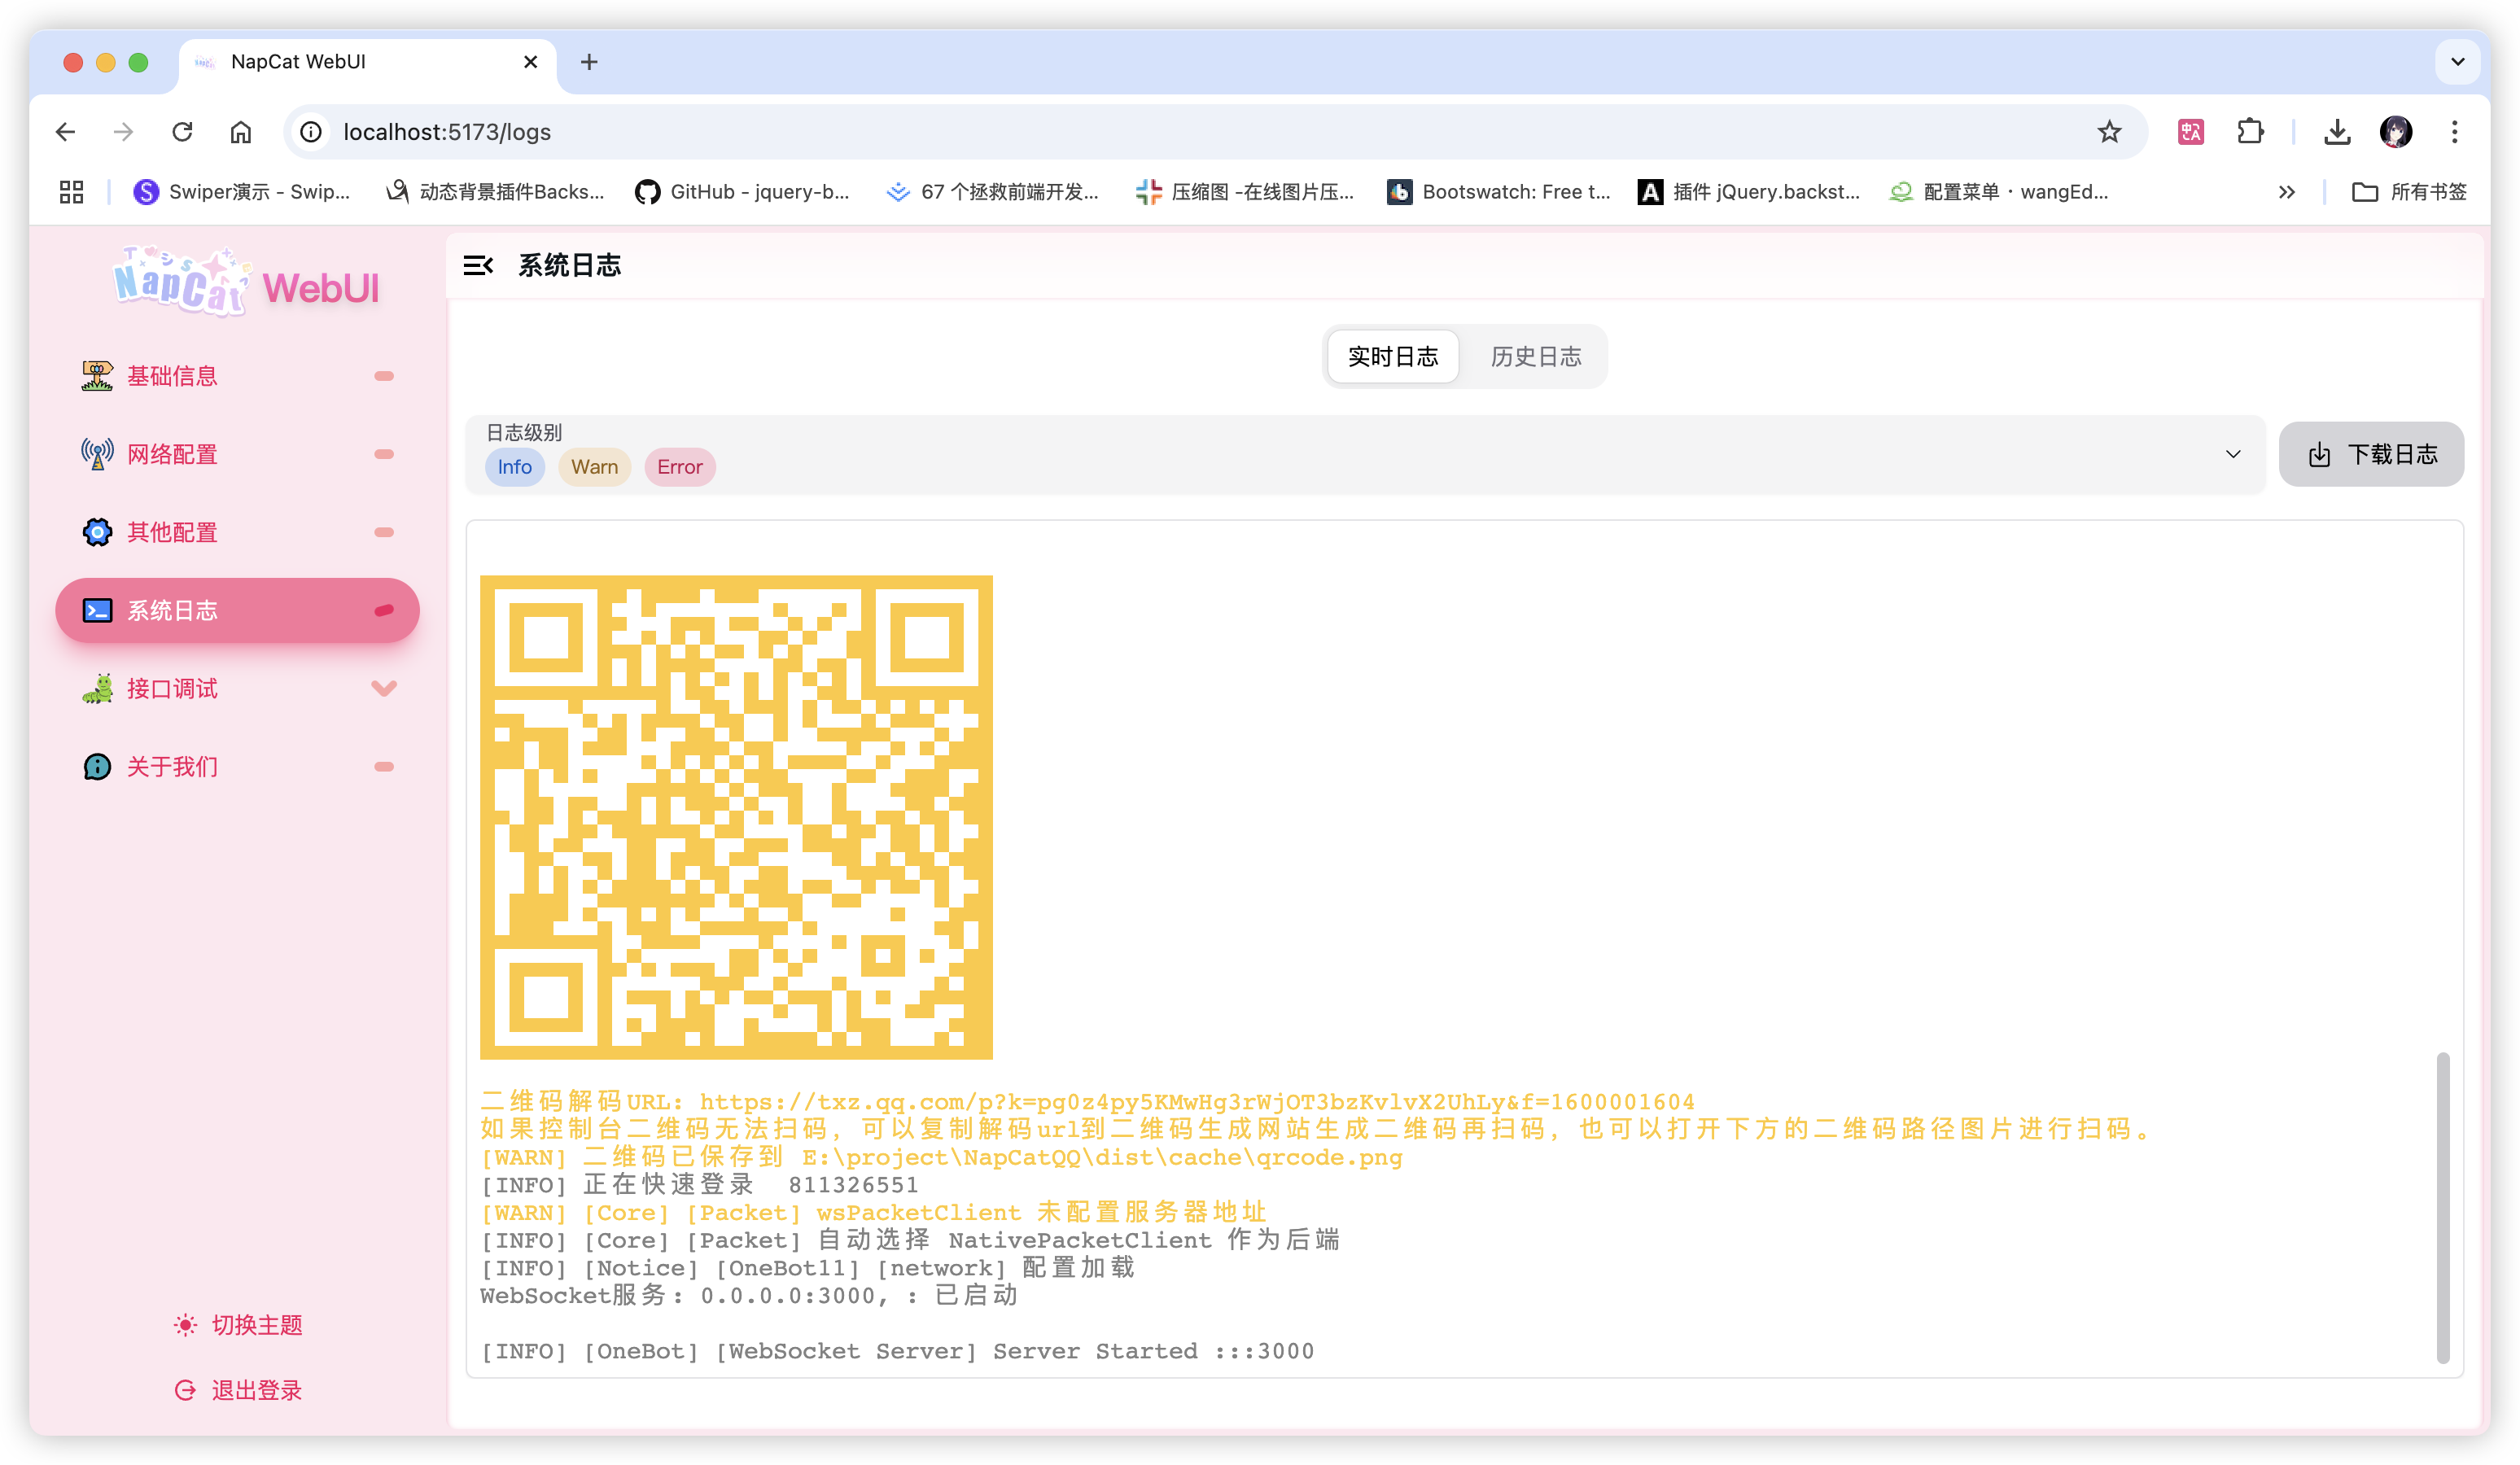 NapCat WebUI
localhost:5173/logs
Swiper演示 - Swip...
动态背景插件Backs...
GitHub - jquery-b...
67 个拯救前端开发...
压缩图 -在线图片压...
Bootswatch: Free t...
插件 jQuery.backst...
配置菜单 · wangEd...
所有书签
NapCat WebUI
系统日志
基础信息
网络配置
其他配置
系统日志
接口调试
关于我们
切换主题
退出登录
实时日志
历史日志
日志级别
Info Warn Error
下载日志
二维码解码URL: https://txz.qq.com/p?k=pg0z4py5KMwHg3rWjOT3bzKvlvX2UhLy&f=1600001604
如果控制台二维码无法扫码，可以复制解码url到二维码生成网站生成二维码再扫码，也可以打开下方的二维码路径图片进行扫码。
[WARN] 二维码已保存到 E:\project\NapCatQQ\dist\cache\qrcode.png
[INFO] 正在快速登录 811326551
[WARN] [Core] [Packet] wsPacketClient 未配置服务器地址
[INFO] [Core] [Packet] 自动选择 NativePacketClient 作为后端
[INFO] [Notice] [OneBot11] [network] 配置加载
WebSocket服务: 0.0.0.0:3000, : 已启动
[INFO] [OneBot] [WebSocket Server] Server Started :::3000